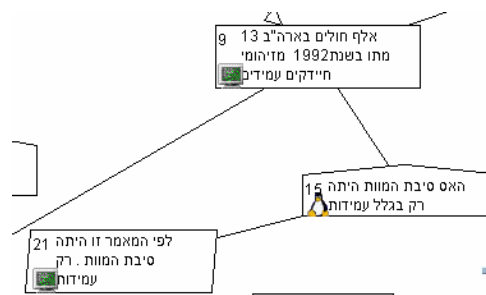 9 אלף חולים בארה"ב 13
מתו בשנת1992 מזיהומי
חיידקים עמידים
15 האם סיבת המוות היתה
רק בגלל עמידות
21 לפי המאמר זו היתה
סיבת המוות . רק
עמידות